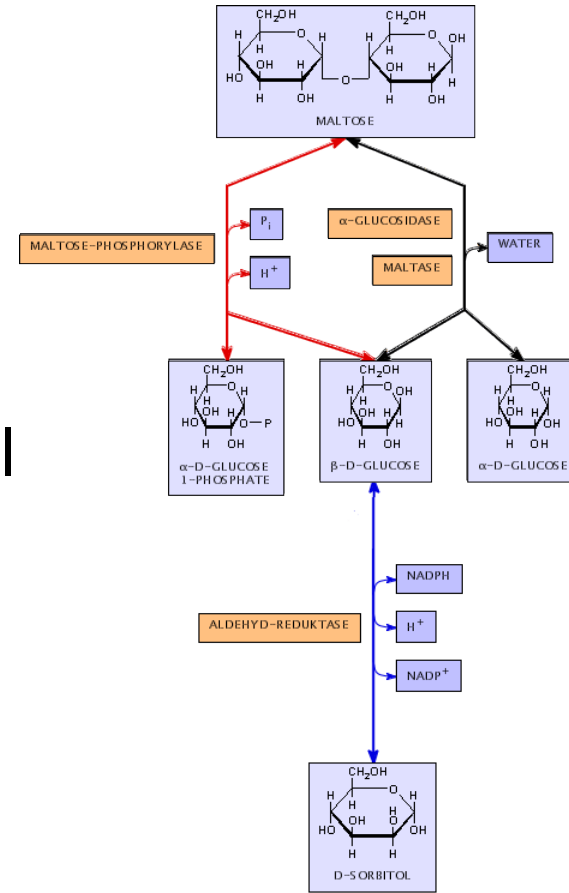 CH₂OH CH₂OH
H O H H O OH
H H
OH H OH H
HO O H
H OH H OH
MALTOSE
MALTOSE-PHOSPHORYLASE
Pi
H⁺
α-GLUCOSIDASE
MALTASE
WATER
CH₂OH
H O H
H
OH H
HO O-P
H OH
α-D-GLUCOSE
1-PHOSPHATE
CH₂OH
H O OH
H
OH H
HO H
H OH
β-D-GLUCOSE
CH₂OH
H O H
H
OH H
HO OH
H OH
α-D-GLUCOSE
ALDEHYD-REDUKTASE
NADPH
H⁺
NADP⁺
CH₂OH
H O H
H H
OH OH
HO OH
H H
D-SORBITOL